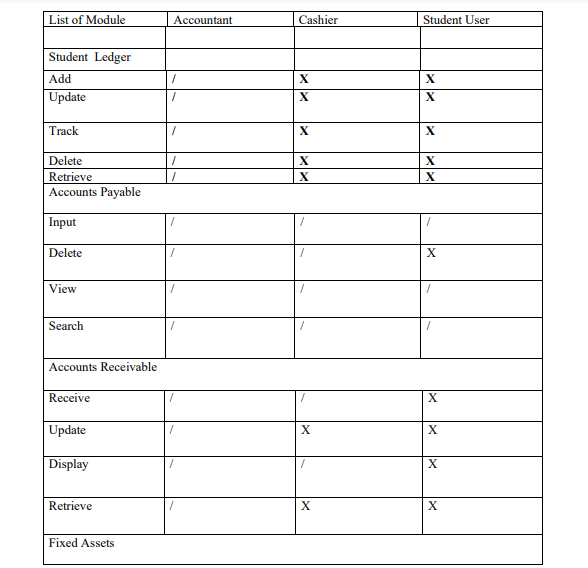 List of Module Accountant Cashier Student User
Student Ledger
Add / X X
Update / X X
Track / X X
Delete / X X
Retrieve / X X
Accounts Payable
Input / / /
Delete / / X
View / / /
Search / / /
Accounts Receivable
Receive / / X
Update / X X
Display / / X
Retrieve / X X
Fixed Assets